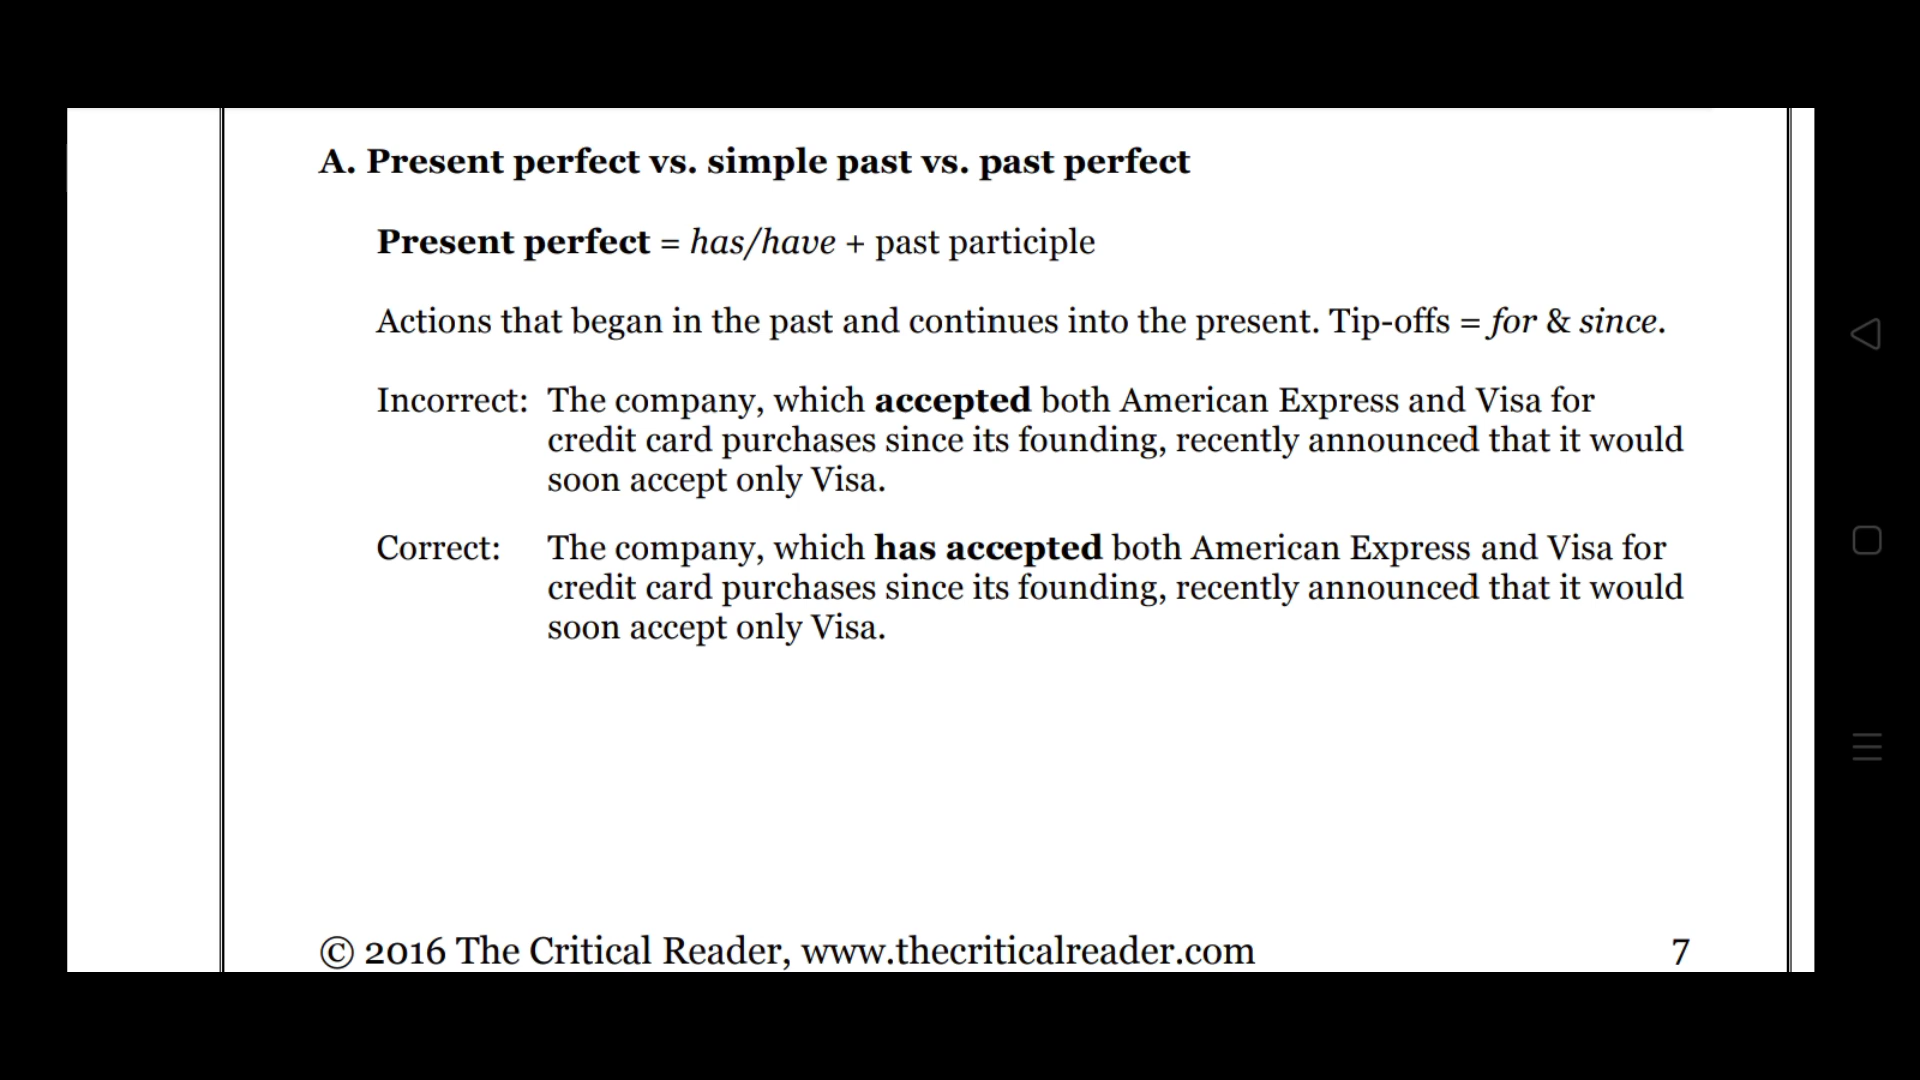 A. Present perfect vs. simple past vs. past perfect
Present perfect = has/have + past participle
Actions that began in the past and continues into the present. Tip-offs = for & since.
Incorrect: The company, which accepted both American Express and Visa for
credit card purchases since its founding, recently announced that it would
soon accept only Visa.
Correct: The company, which has accepted both American Express and Visa for
credit card purchases since its founding, recently announced that it would
soon accept only Visa.
© 2016 The Critical Reader, www.thecriticalreader.com 7